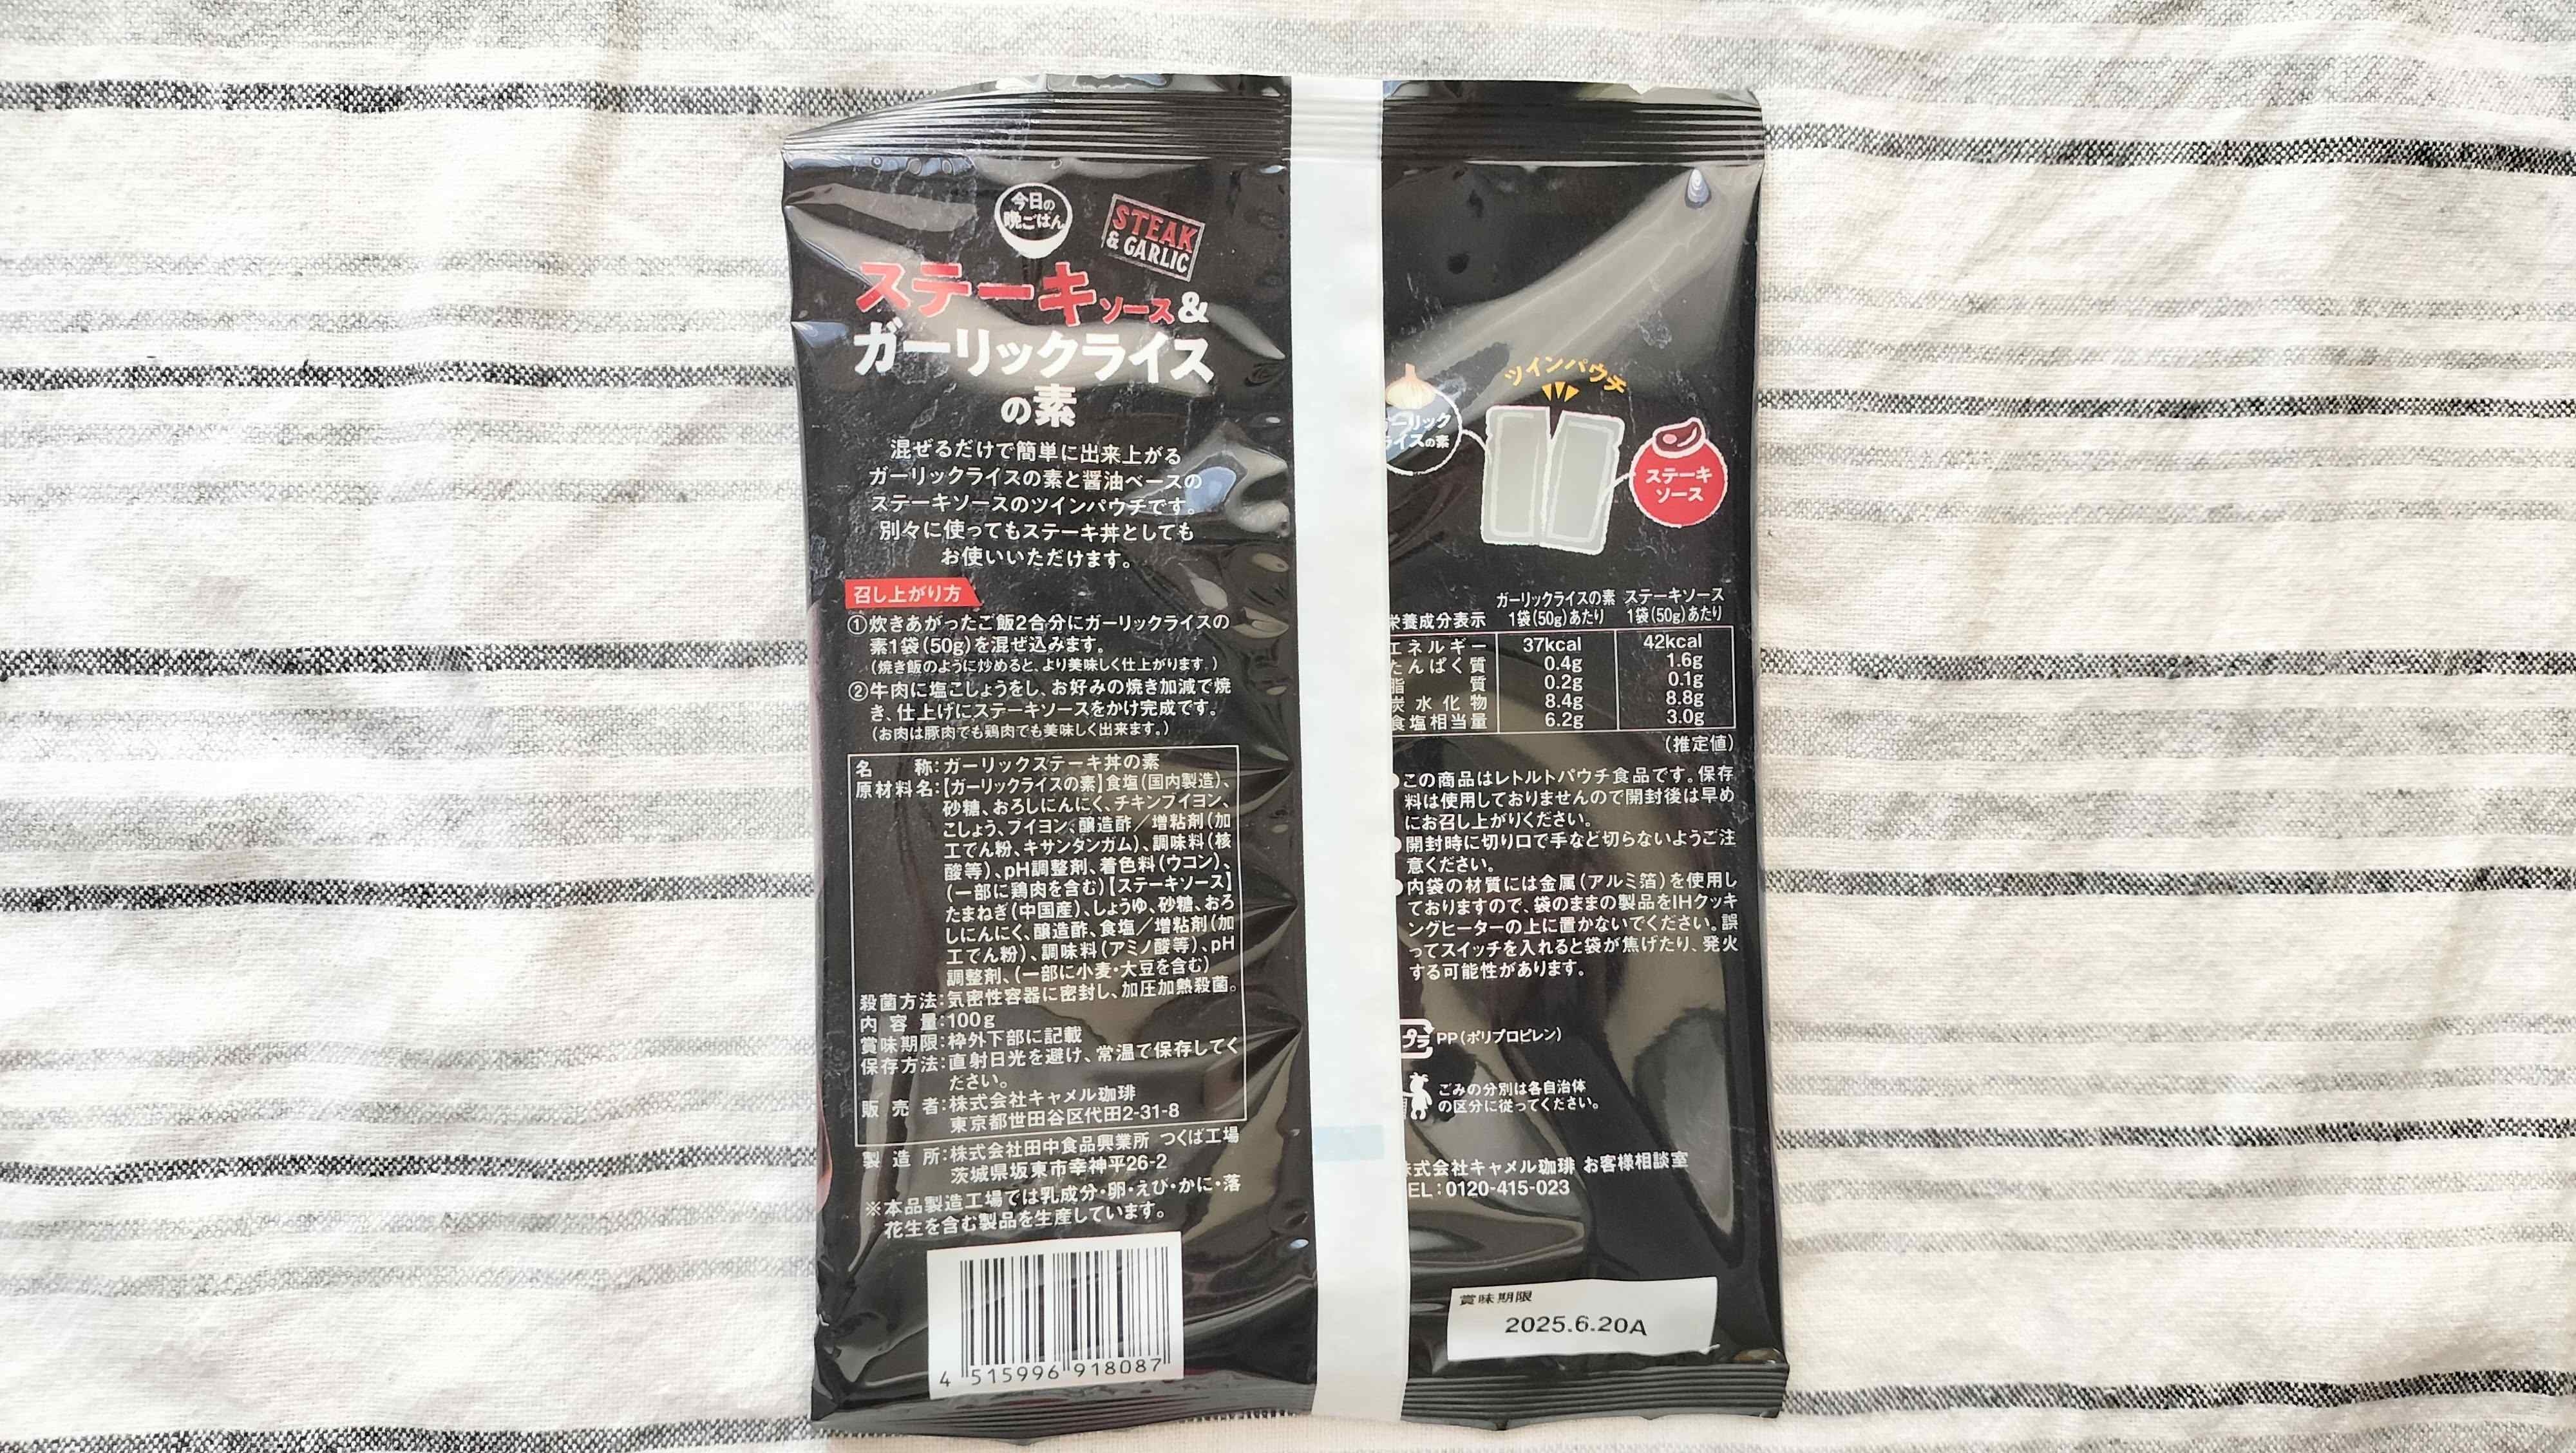 今日の
晩ごはん
STEAK
& GARLIC
ステーキソース&
ガーリックライス
の素
混ぜるだけで簡単に出来上がる
ガーリックライスの素と醤油ベースの
ステーキソースのツインパウチです。
別々に使ってもステーキ丼としても
お使いいただけます。
召し上がり方
①炊きあがったご飯2合分にガーリックライスの
素1袋(50g)を混ぜ込みます。
(焼き飯のように炒めると、より美味しく仕上がります。)
②牛肉に塩こしょうをし、お好みの焼き加減で焼
き、仕上げにステーキソースをかけ完成です。
(お肉は豚肉でも鶏肉でも美味しく出来ます。)
名称:ガーリックステーキ丼の素
原材料名:【ガーリックライスの素】食塩(国内製造)、
砂糖、おろしにんにく、チキンブイヨン、
こしょう、ブイヨン、醸造酢/増粘剤(加
工でん粉、キサンタンガム)、調味料(核
酸等)、pH調整剤、着色料(ウコン)、
(一部に鶏肉を含む)【ステーキソース】
たまねぎ(中国産)、しょうゆ、砂糖、おろ
しにんにく、醸造酢、食塩/増粘剤(加
工でん粉)、調味料(アミノ酸等)、pH
調整剤、(一部に小麦・大豆を含む)
殺菌方法:気密性容器に密封し、加圧加熱殺菌。
内容量:100g
賞味期限:枠外下部に記載
保存方法:直射日光を避け、常温で保存してく
ださい。
販売者:株式会社キャメル珈琲
東京都世田谷区代田2-31-8
製造所:株式会社田中食品興業所 つくば工場
茨城県坂東市幸神平26-2
※本品製造工場では乳成分・卵・えび・かに・落
花生を含む製品を生産しています。
4 515996 918087
ツインパウチ
ーリック
ライスの素
ステーキ
ソース
ガーリックライスの素 ステーキソース
栄養成分表示 1袋(50g)あたり 1袋(50g)あたり
エネルギー 37kcal 42kcal
たんぱく質 0.4g 1.6g
脂質 0.2g 0.1g
炭水化物 8.4g 8.8g
食塩相当量 6.2g 3.0g
(推定値)
●この商品はレトルトパウチ食品です。保存
料は使用しておりませんので開封後は早め
にお召し上がりください。
●開封時に切り口で手など切らないようご注
意ください。
●内袋の材質には金属(アルミ箔)を使用し
ておりますので、袋のままの製品をIHクッキ
ングヒーターの上に置かないでください。誤
ってスイッチを入れると袋が焦げたり、発火
する可能性があります。
プラ PP(ポリプロピレン)
ごみの分別は各自治体
の区分に従ってください。
株式会社キャメル珈琲 お客様相談室
EL:0120-415-023
賞味期限
2025.6.20A